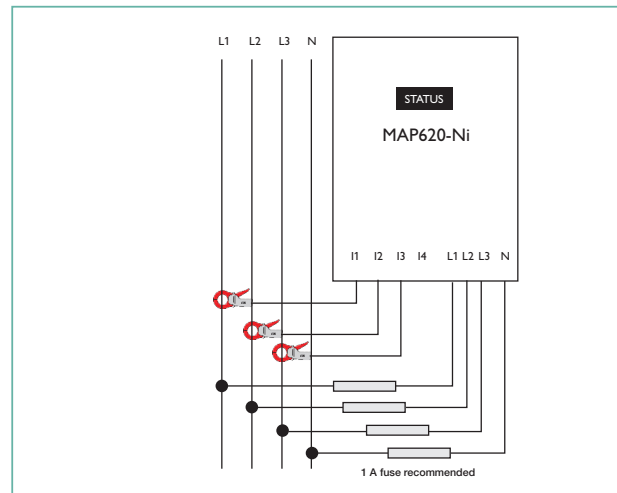 L1 L2 L3 N
STATUS
MAP620-Ni
I1 I2 I3 I4 L1 L2 L3 N
1 A fuse recommended